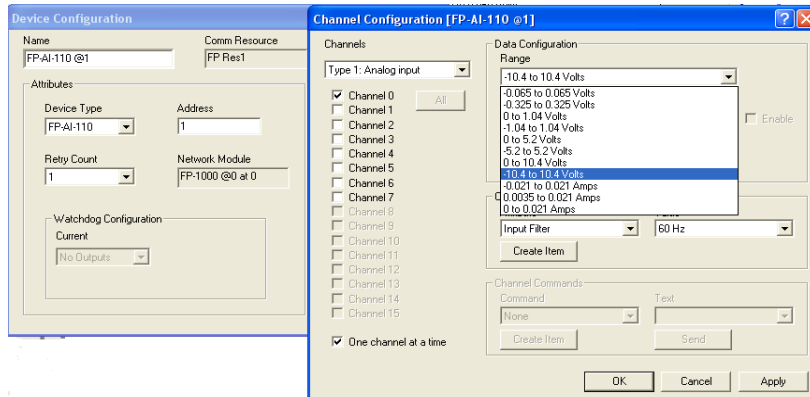 Device Configuration
Name
Comm Resource
FP-AI-110 @1
FP Res1
Attributes
Device Type
Address
FP-AI-110
1
Retry Count
Network Module
1
FP-1000 @0 at 0
Watchdog Configuration
Current
No Outputs
Channel Configuration [FP-AI-110 @1]
Channels
Type 1: Analog input
Channel 0
All
Channel 1
Channel 2
Channel 3
Channel 4
Channel 5
Channel 6
Channel 7
Channel 8
Channel 9
Channel 10
Channel 11
Channel 12
Channel 13
Channel 14
Channel 15
One channel at a time
Data Configuration
Range
-10.4 to 10.4 Volts
-0.065 to 0.065 Volts
-0.325 to 0.325 Volts
0 to 1.04 Volts
-1.04 to 1.04 Volts
0 to 5.2 Volts
-5.2 to 5.2 Volts
0 to 10.4 Volts
-10.4 to 10.4 Volts
-0.021 to 0.021 Amps
0.0035 to 0.021 Amps
0 to 0.021 Amps
Enable
Input Filter
60 Hz
Create Item
Channel Commands
Command
Text
None
Create Item
Send
OK
Cancel
Apply